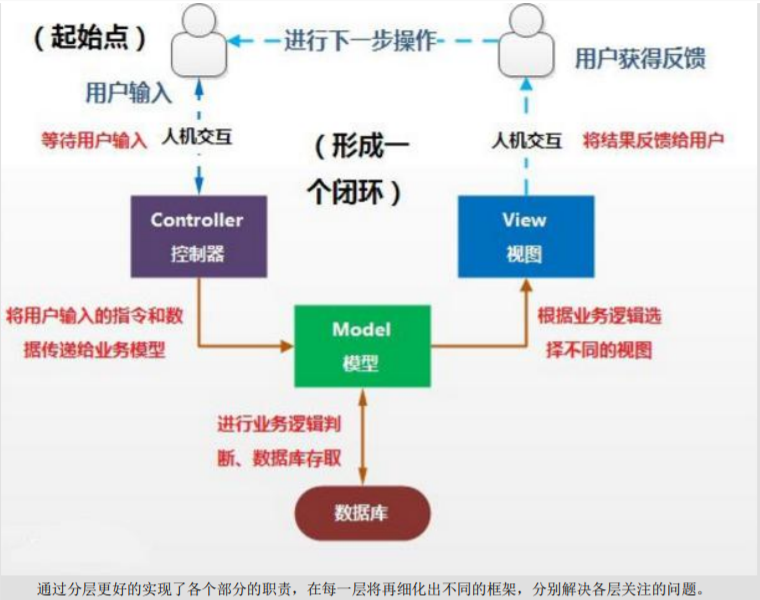 （起始点）
进行下一步操作
用户获得反馈
用户输入
等待用户输入
人机交互
（形成一
个闭环）
人机交互
将结果反馈给用户
Controller
控制器
View
视图
将用户输入的指令和数
据传递给业务模型
Model
模型
根据业务逻辑选
择不同的视图
进行业务逻辑判
断、数据库存取
数据库
通过分层更好的实现了各个部分的职责，在每一层将再细化出不同的框架，分别解决各层关注的问题。